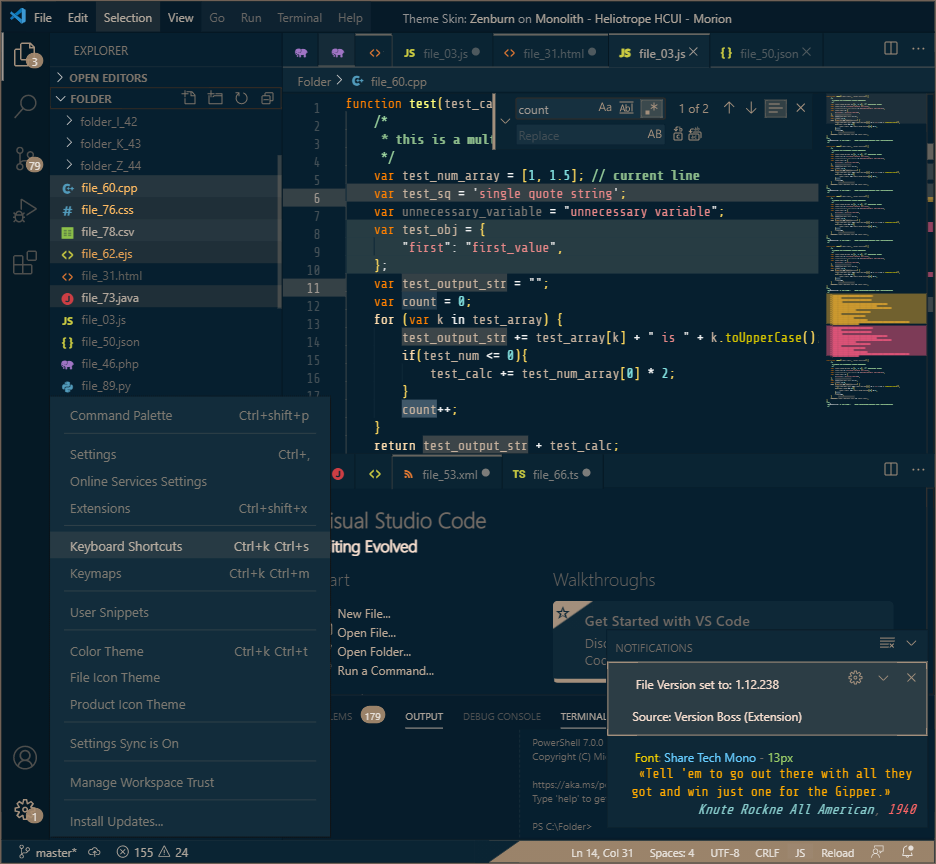 File Edit Selection View Go Run Terminal Help Theme Skin: Zenburn on Monolith - Heliotrope HCUI - Morion
EXPLORER
3
79
OPEN EDITORS
FOLDER
folder_I_42
folder_K_43
folder_Z_44
file_60.cpp
file_76.css
file_78.csv
file_62.ejs
file_31.html
file_73.java
JS file_03.js
{} file_50.json
file_46.php
file_89.py
JS file_03.js
file_31.html
JS file_03.js
{} file_50.json
Folder > file_60.cpp
count Aa Abl .* 1 of 2
Replace AB
1 function test(test_ca
2 /*
3 * this is a mul
4 */
5 var test_num_array = [1, 1.5]; // current line
6 var test_sq = 'single quote string';
7 var unnecessary_variable = "unnecessary variable";
8 var test_obj = {
9 "first": "first_value",
10 };
11 var test_output_str = "";
12 var count = 0;
13 for (var k in test_array) {
14 test_output_str += test_array[k] + " is " + k.toUpperCase()
15 if(test_num <= 0){
16 test_calc += test_num_array[0] * 2;
17 }
count++;
}
return test_output_str + test_calc;
Command Palette Ctrl+shift+p
Settings Ctrl+,
Online Services Settings
Extensions Ctrl+shift+x
Keyboard Shortcuts Ctrl+k Ctrl+s
Keymaps Ctrl+k Ctrl+m
User Snippets
Color Theme Ctrl+k Ctrl+t
File Icon Theme
Product Icon Theme
Settings Sync is On
Manage Workspace Trust
Install Updates...
J <> file_53.xml
TS file_66.ts
isual Studio Code
iting Evolved
art
New File...
Open File...
Open Folder...
Run a Command...
Walkthroughs
Get Started with VS Code
Disc
Coc
LEMS 179 OUTPUT DEBUG CONSOLE TERMINAL
PowerShell 7.0.0
Copyright (C) Mi
https://aka.ms/p
Type 'help' to ge
PS C:\Folder>
NOTIFICATIONS
File Version set to: 1.12.238
Source: Version Boss (Extension)
Font: Share Tech Mono - 13px
«Tell 'em to go out there with all they
got and win just one for the Gipper.»
Knute Rockne All American, 1940
1
master* 155 24 Ln 14, Col 31 Spaces: 4 UTF-8 CRLF JS Reload